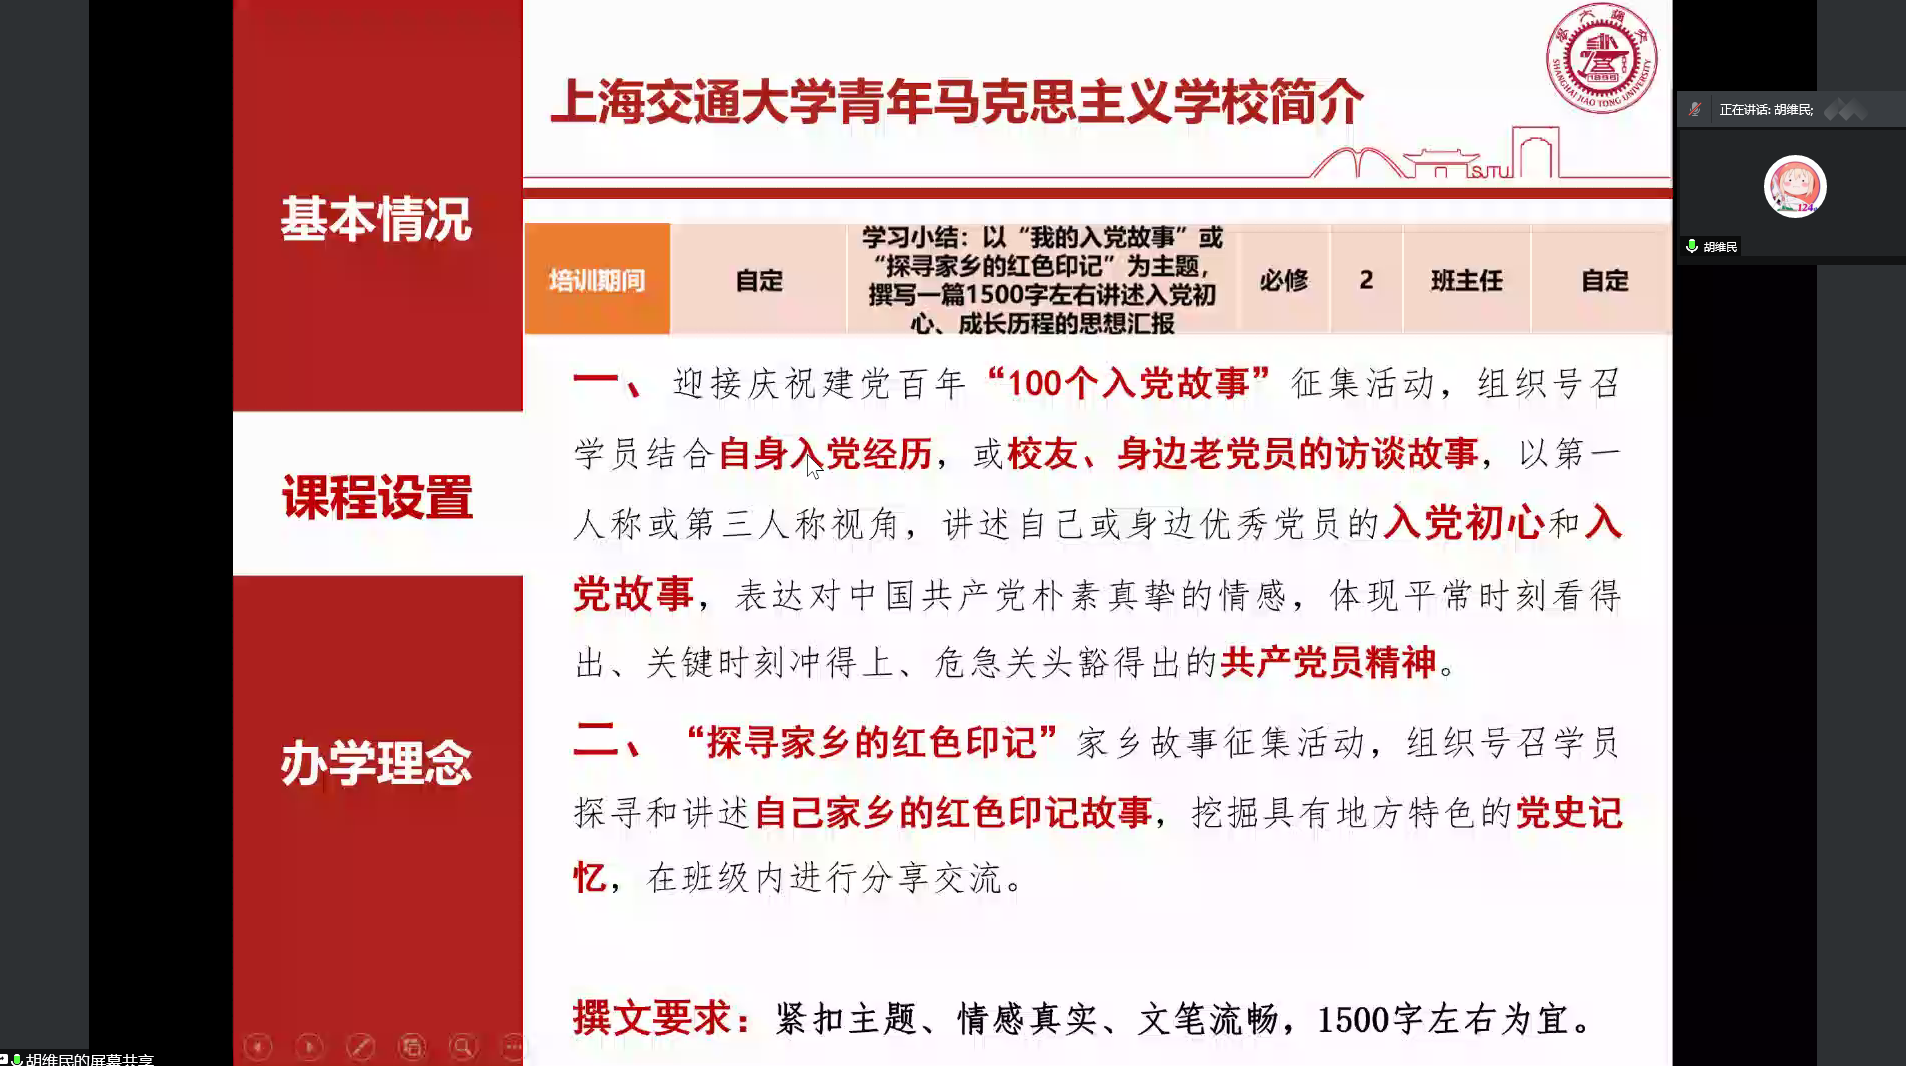 上海交通大学青年马克思主义学校简介
SHANGHAI JIAO TONG UNIVERSITY
1896
SJTU
正在讲话: 胡维民;
124
胡维民
基本情况
课程设置
办学理念
培训期间
自定
学习小结：以“我的入党故事”或
“探寻家乡的红色印记”为主题，
撰写一篇1500字左右讲述入党初
心、成长历程的思想汇报
必修
2
班主任
自定
一、迎接庆祝建党百年“100个入党故事”征集活动，组织号召
学员结合自身入党经历，或校友、身边老党员的访谈故事，以第一
人称或第三人称视角，讲述自己或身边优秀党员的入党初心和入
党故事，表达对中国共产党朴素真挚的情感，体现平常时刻看得
出、关键时刻冲得上、危急关头豁得出的共产党员精神。
二、“探寻家乡的红色印记”家乡故事征集活动，组织号召学员
探寻和讲述自己家乡的红色印记故事，挖掘具有地方特色的党史记
忆，在班级内进行分享交流。
撰文要求：紧扣主题、情感真实、文笔流畅，1500字左右为宜。
胡维民的屏幕共享